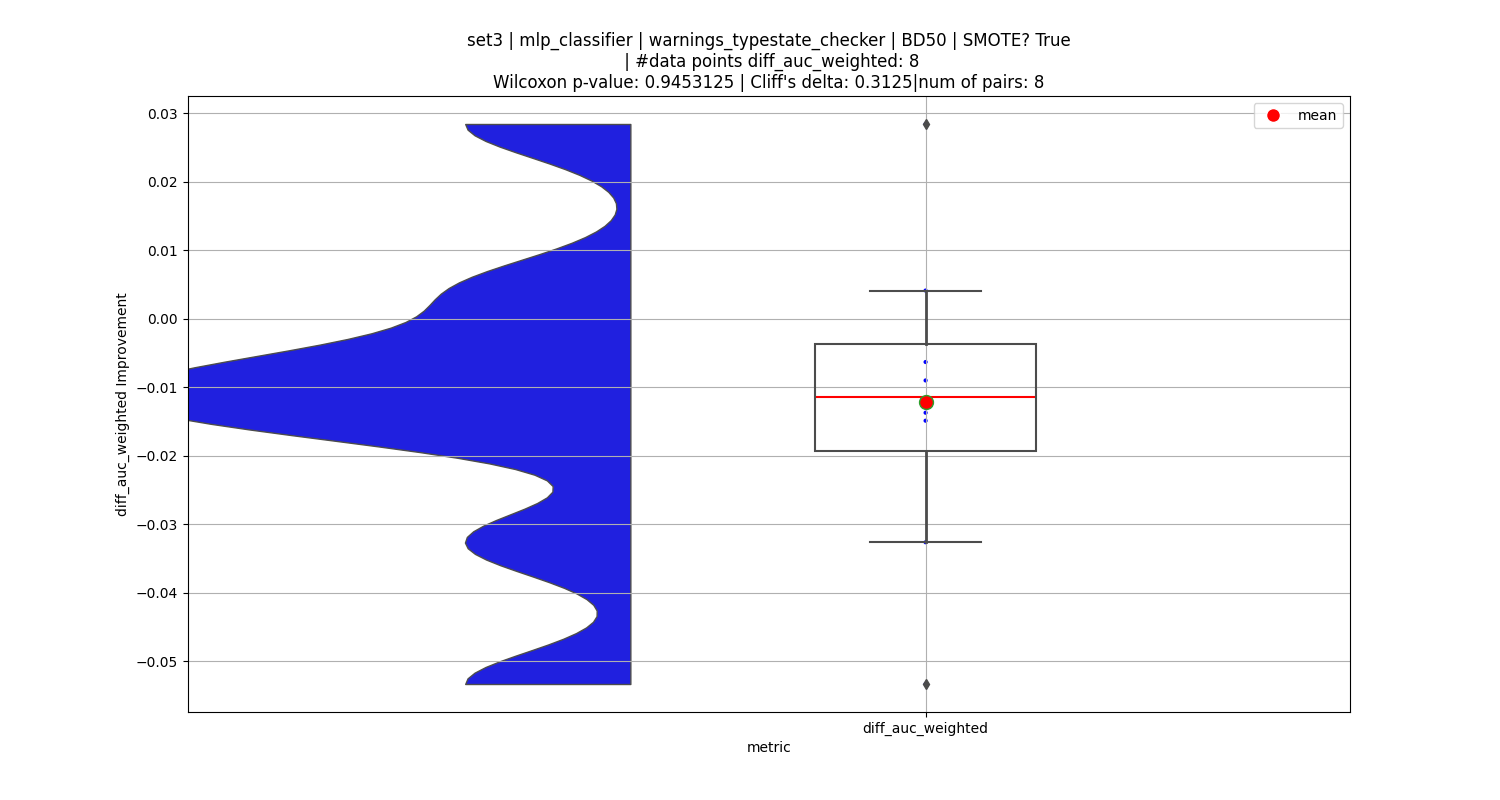 set3 | mlp_classifier | warnings_typestate_checker | BD50 | SMOTE? True
| #data points diff_auc_weighted: 8
Wilcoxon p-value: 0.9453125 | Cliff's delta: 0.3125|num of pairs: 8
mean
0.03
0.02
0.01
0.00
−0.01
−0.02
−0.03
−0.04
−0.05
diff_auc_weighted Improvement
diff_auc_weighted
metric